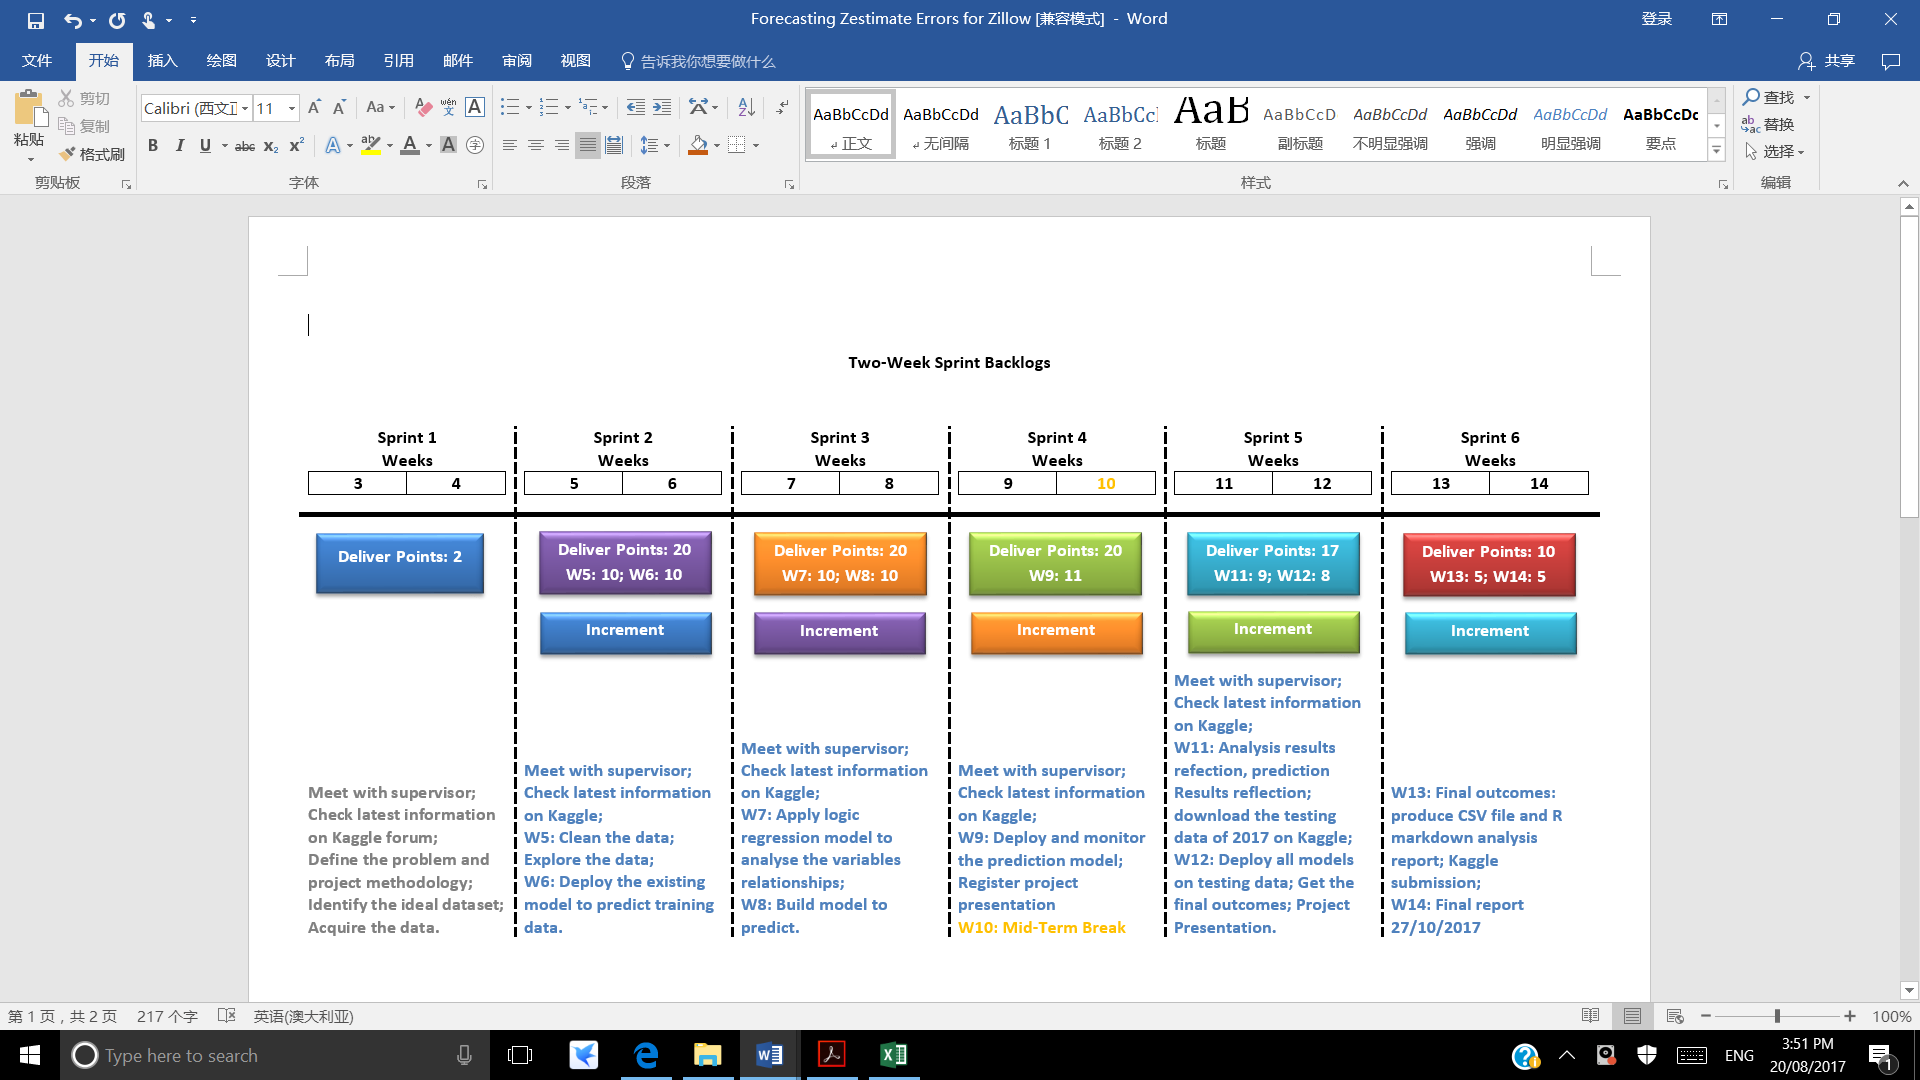 Forecasting Zestimate Errors for Zillow [兼容模式] - Word
登录
文件 开始 插入 绘图 设计 布局 引用 邮件 审阅 视图 告诉我你想要做什么 共享
粘贴
剪切
复制
格式刷
剪贴板
Calibri (西文正 11
字体
段落
AaBbCcDd AaBbCcDd AaBbC AaBbCcI AaB AaBbCcD AaBbCcDd AaBbCcDd AaBbCcDd AaBbCcDc
正文 无间隔 标题 1 标题 2 标题 副标题 不明显强调 强调 明显强调 要点
样式
查找
替换
选择
编辑
Two-Week Sprint Backlogs
Sprint 1
Weeks
3 4
Deliver Points: 2
Meet with supervisor;
Check latest information
on Kaggle forum;
Define the problem and
project methodology;
Identify the ideal dataset;
Acquire the data.
Sprint 2
Weeks
5 6
Deliver Points: 20
W5: 10; W6: 10
Increment
Meet with supervisor;
Check latest information
on Kaggle;
W5: Clean the data;
Explore the data;
W6: Deploy the existing
model to predict training
data.
Sprint 3
Weeks
7 8
Deliver Points: 20
W7: 10; W8: 10
Increment
Meet with supervisor;
Check latest information
on Kaggle;
W7: Apply logic
regression model to
analyse the variables
relationships;
W8: Build model to
predict.
Sprint 4
Weeks
9 10
Deliver Points: 20
W9: 11
Increment
Meet with supervisor;
Check latest information
on Kaggle;
W9: Deploy and monitor
the prediction model;
Register project
presentation
W10: Mid-Term Break
Sprint 5
Weeks
11 12
Deliver Points: 17
W11: 9; W12: 8
Increment
Meet with supervisor;
Check latest information
on Kaggle;
W11: Analysis results
refection, prediction
Results reflection;
download the testing
data of 2017 on Kaggle;
W12: Deploy all models
on testing data; Get the
final outcomes; Project
Presentation.
Sprint 6
Weeks
13 14
Deliver Points: 10
W13: 5; W14: 5
Increment
W13: Final outcomes:
produce CSV file and R
markdown analysis
report; Kaggle
submission;
W14: Final report
27/10/2017
第 1 页，共 2 页 217 个字 英语(澳大利亚) 100%
Type here to search
ENG
3:51 PM
20/08/2017
1